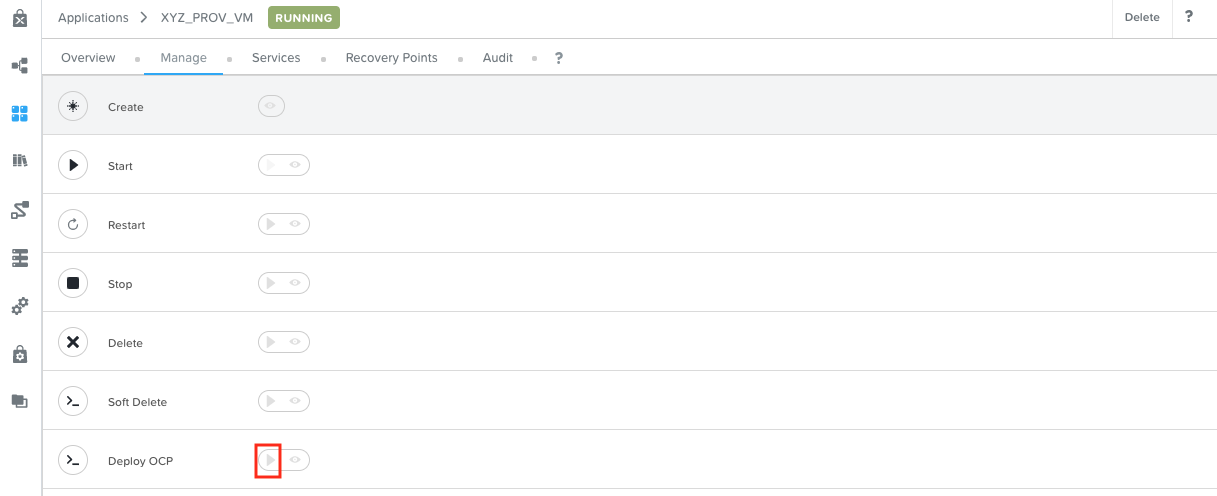 Applications > XYZ_PROV_VM RUNNING Delete ?
Overview Manage Services Recovery Points Audit ?
Create
Start
Restart
Stop
Delete
Soft Delete
Deploy OCP